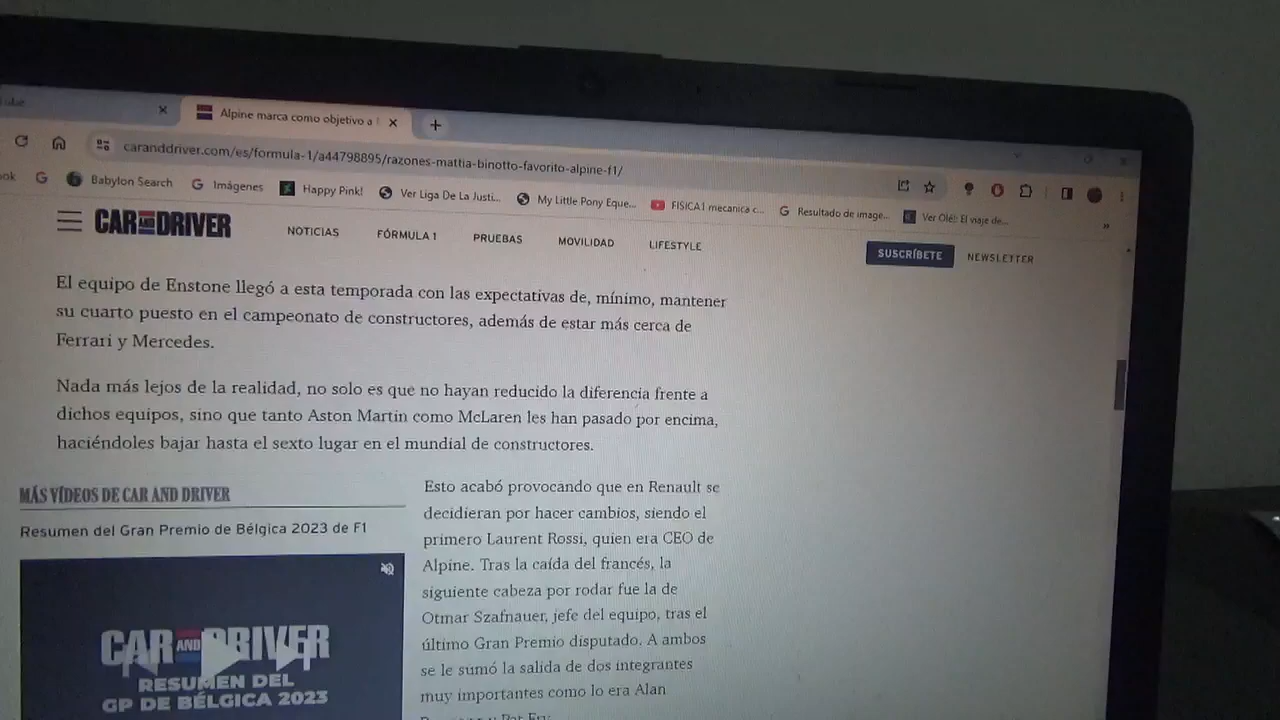 Alpine marca como objetivo a
caranddriver.com/es/formula-1/a44798895/razones-mattia-binotto-favorito-alpine-f1/
Babylon Search
Imágenes
Happy Pink!
Ver Liga De La Justi...
My Little Pony Eque...
FISICA1 mecanica c...
Resultado de image...
Ver Olé!: El viaje de...
CAR AND DRIVER
NOTICIAS
FÓRMULA 1
PRUEBAS
MOVILIDAD
LIFESTYLE
SUSCRÍBETE
NEWSLETTER
El equipo de Enstone llegó a esta temporada con las expectativas de, mínimo, mantener
su cuarto puesto en el campeonato de constructores, además de estar más cerca de
Ferrari y Mercedes.
Nada más lejos de la realidad, no solo es que no hayan reducido la diferencia frente a
dichos equipos, sino que tanto Aston Martin como McLaren les han pasado por encima,
haciéndoles bajar hasta el sexto lugar en el mundial de constructores.
MÁS VÍDEOS DE CAR AND DRIVER
Resumen del Gran Premio de Bélgica 2023 de F1
CAR AND DRIVER
RESUMEN DEL
GP DE BÉLGICA 2023
Esto acabó provocando que en Renault se
decidieran por hacer cambios, siendo el
primero Laurent Rossi, quien era CEO de
Alpine. Tras la caída del francés, la
siguiente cabeza por rodar fue la de
Otmar Szafnauer, jefe del equipo, tras el
último Gran Premio disputado. A ambos
se le sumó la salida de dos integrantes
muy importantes como lo era Alan